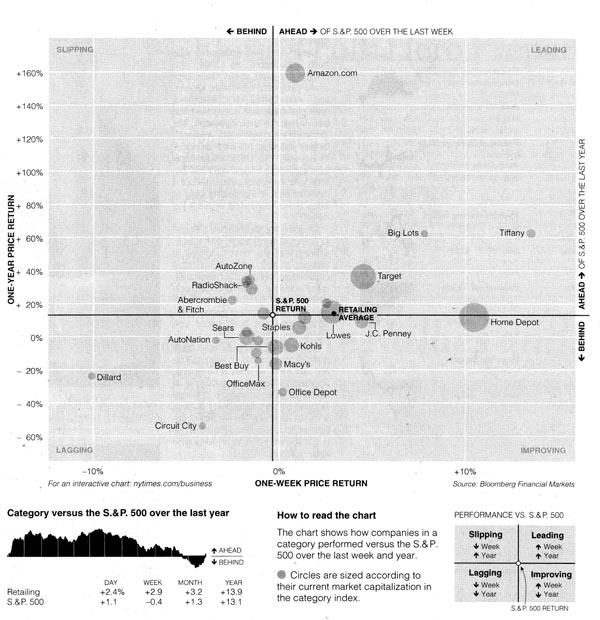 ← BEHIND AHEAD → OF S.&P. 500 OVER THE LAST WEEK
SLIPPING
LEADING
+160%
Amazon.com
+140%
+120%
+100%
+ 80%
+ 60%
Big Lots
Tiffany
+ 40%
AutoZone
Target
RadioShack
+ 20%
Abercrombie
& Fitch
S.&P. 500
RETURN
RETAILING
AVERAGE
Home Depot
Sears
Staples
Lowes
J.C. Penney
0%
AutoNation
Kohls
Best Buy
Macy's
OfficeMax
- 20%
Dillard
Office Depot
- 40%
Circuit City
- 60%
LAGGING
IMPROVING
ONE-YEAR PRICE RETURN
AHEAD → OF S.&P. 500 OVER THE LAST YEAR
← BEHIND
-10%
0%
+10%
For an interactive chart: nytimes.com/business
ONE-WEEK PRICE RETURN
Source: Bloomberg Financial Markets
Category versus the S.&P. 500 over the last year
↑ AHEAD
↓ BEHIND
DAY WEEK MONTH YEAR
Retailing +2.4% +2.9 +3.2 +13.9
S.&P. 500 +1.1 -0.4 +1.3 +13.1
How to read the chart
The chart shows how companies in a
category performed versus the S.&P.
500 over the last week and year.
Circles are sized according to
their current market capitalization in
the category index.
PERFORMANCE VS. S.&P. 500
Slipping
↓ Week
↑ Year
Leading
↑ Week
↑ Year
Lagging
↓ Week
↓ Year
Improving
↑ Week
↓ Year
S.&P. 500 RETURN